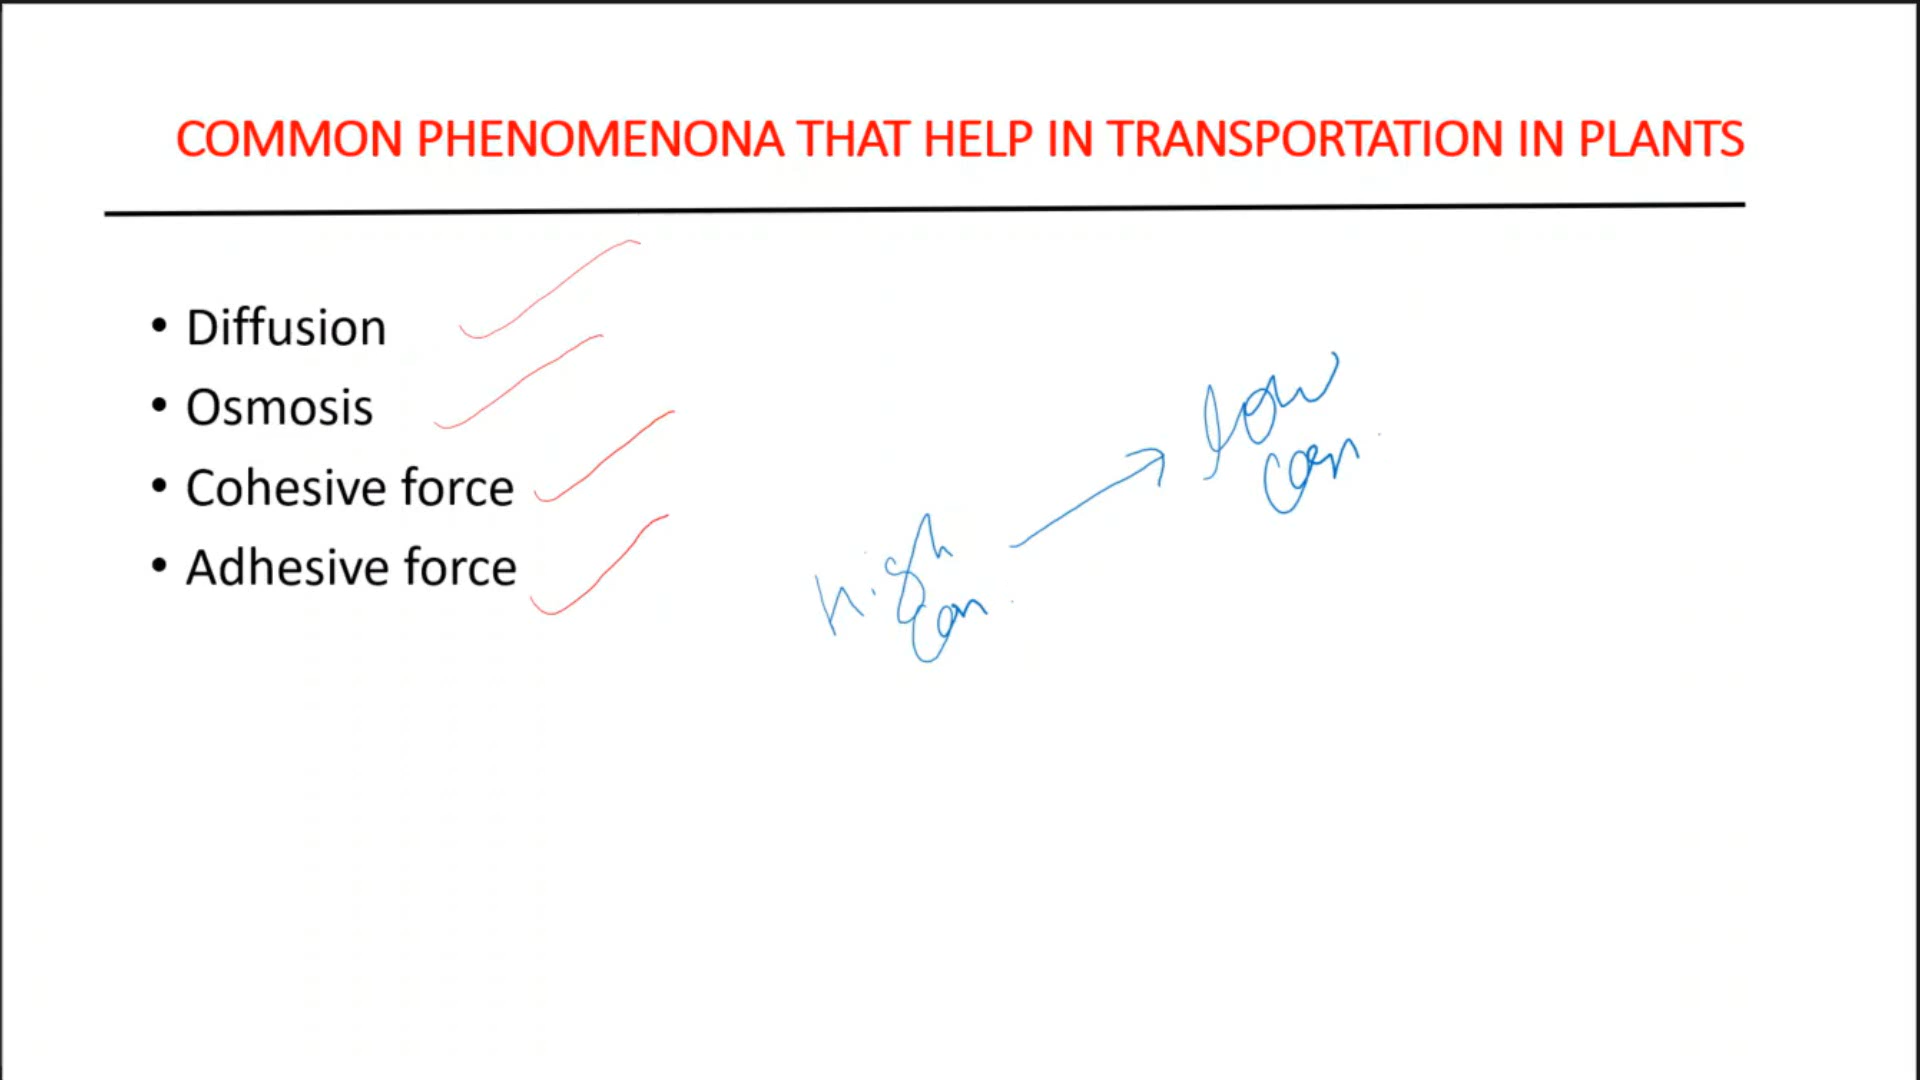 COMMON PHENOMENONA THAT HELP IN TRANSPORTATION IN PLANTS
• Diffusion
• Osmosis
• Cohesive force
• Adhesive force
low
con
high
con